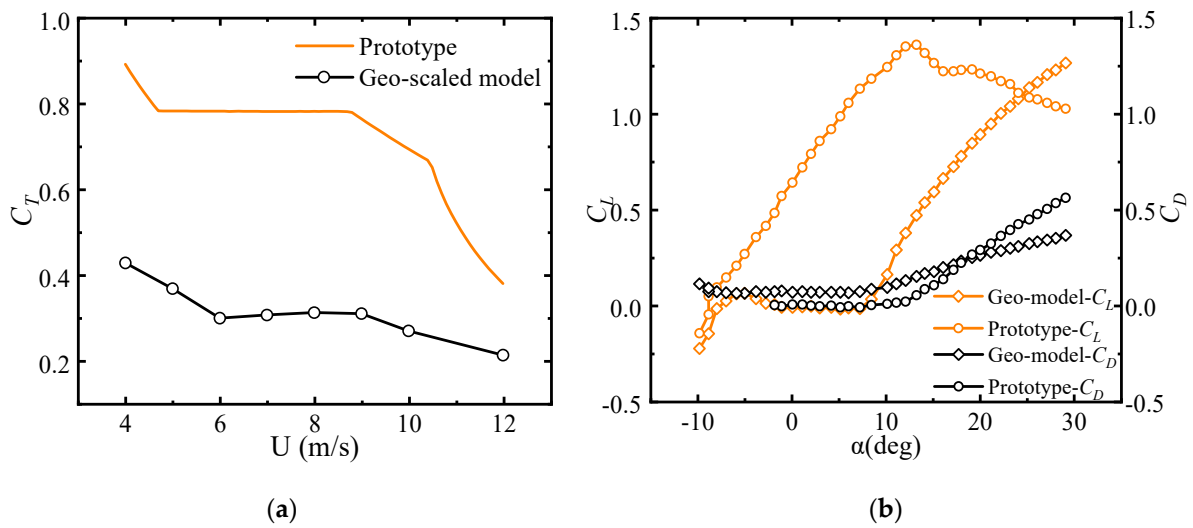 1.0
0.8
0.6
0.4
0.2
C_T
Prototype
Geo-scaled model
4 6 8 10 12
U (m/s)
(a)
1.5
1.0
0.5
0.0
-0.5
C_L
1.5
1.0
0.5
0.0
-0.5
C_D
Geo-model-C_L
Prototype-C_L
Geo-model-C_D
Prototype-C_D
-10 0 10 20 30
α(deg)
(b)